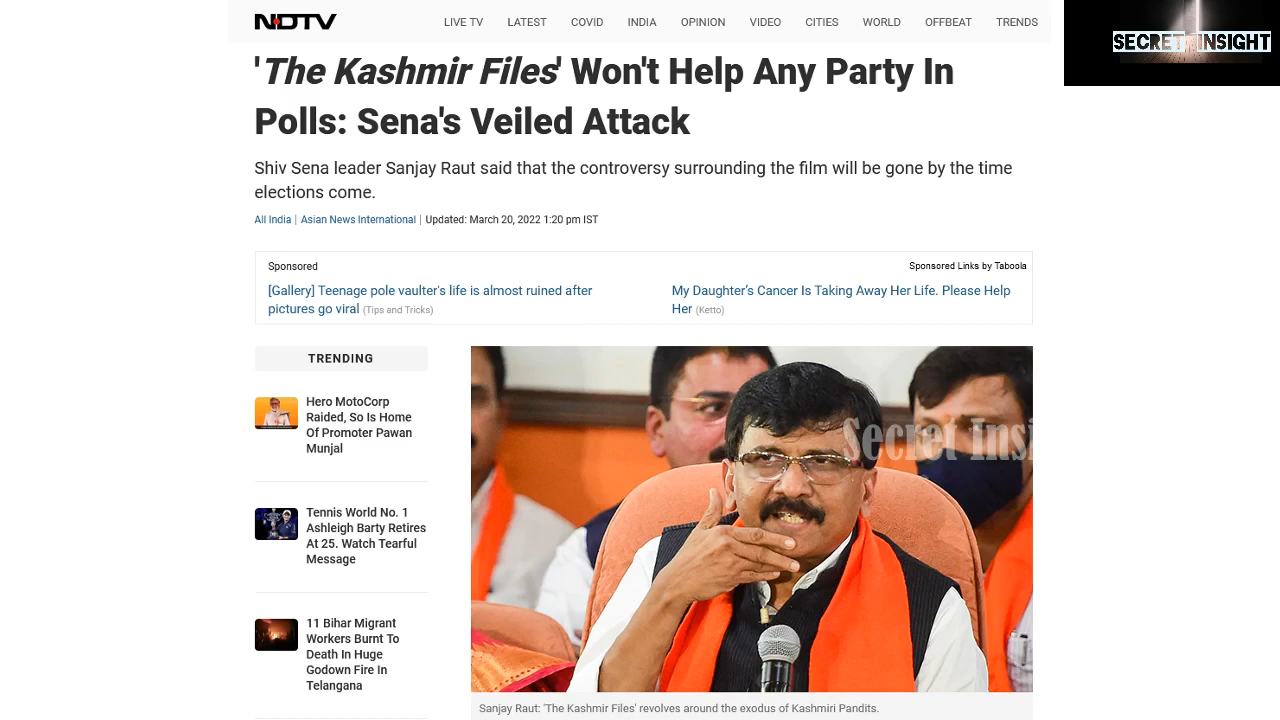 NDTV
LIVE TV LATEST COVID INDIA OPINION VIDEO CITIES WORLD OFFBEAT TRENDS
SECRET INSIGHT
'The Kashmir Files' Won't Help Any Party In
Polls: Sena's Veiled Attack
Shiv Sena leader Sanjay Raut said that the controversy surrounding the film will be gone by the time
elections come.
All India | Asian News International | Updated: March 20, 2022 1:20 pm IST
Sponsored
Sponsored Links by Taboola
[Gallery] Teenage pole vaulter's life is almost ruined after
pictures go viral (Tips and Tricks)
My Daughter's Cancer Is Taking Away Her Life. Please Help
Her (Ketto)
TRENDING
Hero MotoCorp
Raided, So Is Home
Of Promoter Pawan
Munjal
Tennis World No. 1
Ashleigh Barty Retires
At 25. Watch Tearful
Message
11 Bihar Migrant
Workers Burnt To
Death In Huge
Godown Fire In
Telangana
Secret Insi
Sanjay Raut: 'The Kashmir Files' revolves around the exodus of Kashmiri Pandits.